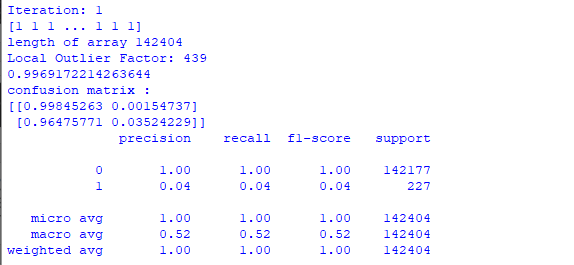 Iteration: 1
[1 1 1 ... 1 1 1]
length of array 142404
Local Outlier Factor: 439
0.9969172214263644
confusion matrix :
[[0.99845263 0.00154737]
 [0.96475771 0.03524229]]
              precision    recall  f1-score   support

           0       1.00      1.00      1.00    142177
           1       0.04      0.04      0.04       227

   micro avg       1.00      1.00      1.00    142404
   macro avg       0.52      0.52      0.52    142404
weighted avg       1.00      1.00      1.00    142404